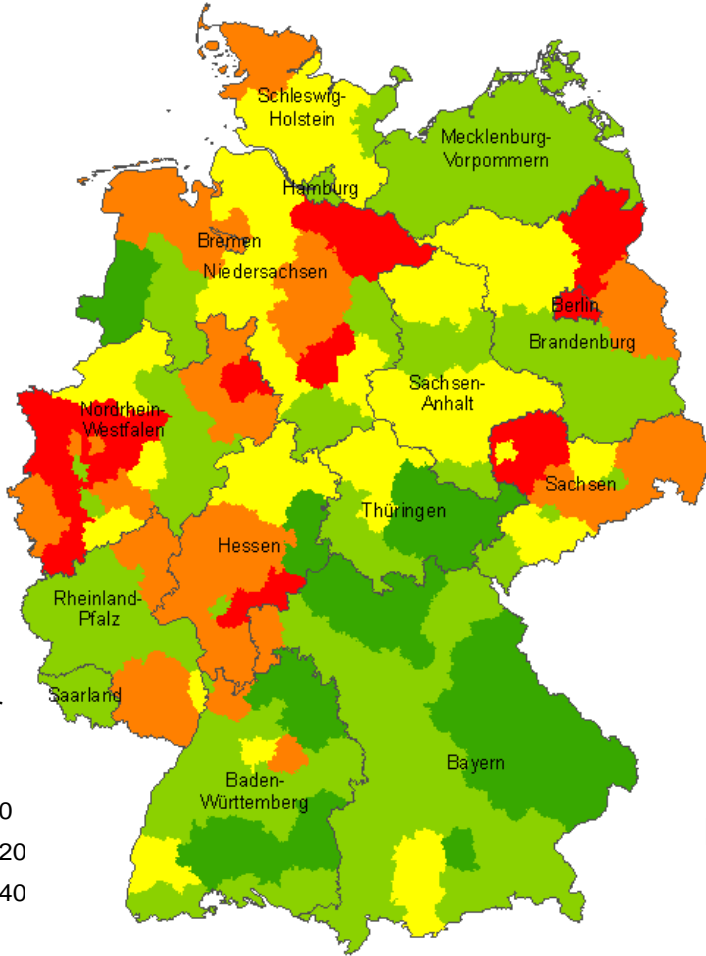 Schleswig-
Holstein
Mecklenburg-
Vorpommern
Hamburg
Bremen
Niedersachsen
Berlin
Brandenburg
Sachsen-
Anhalt
Nordrhein-
Westfalen
Sachsen
Thüringen
Hessen
Rheinland-
Pfalz
Saarland
Bayern
Baden-
Württemberg
0
20
40